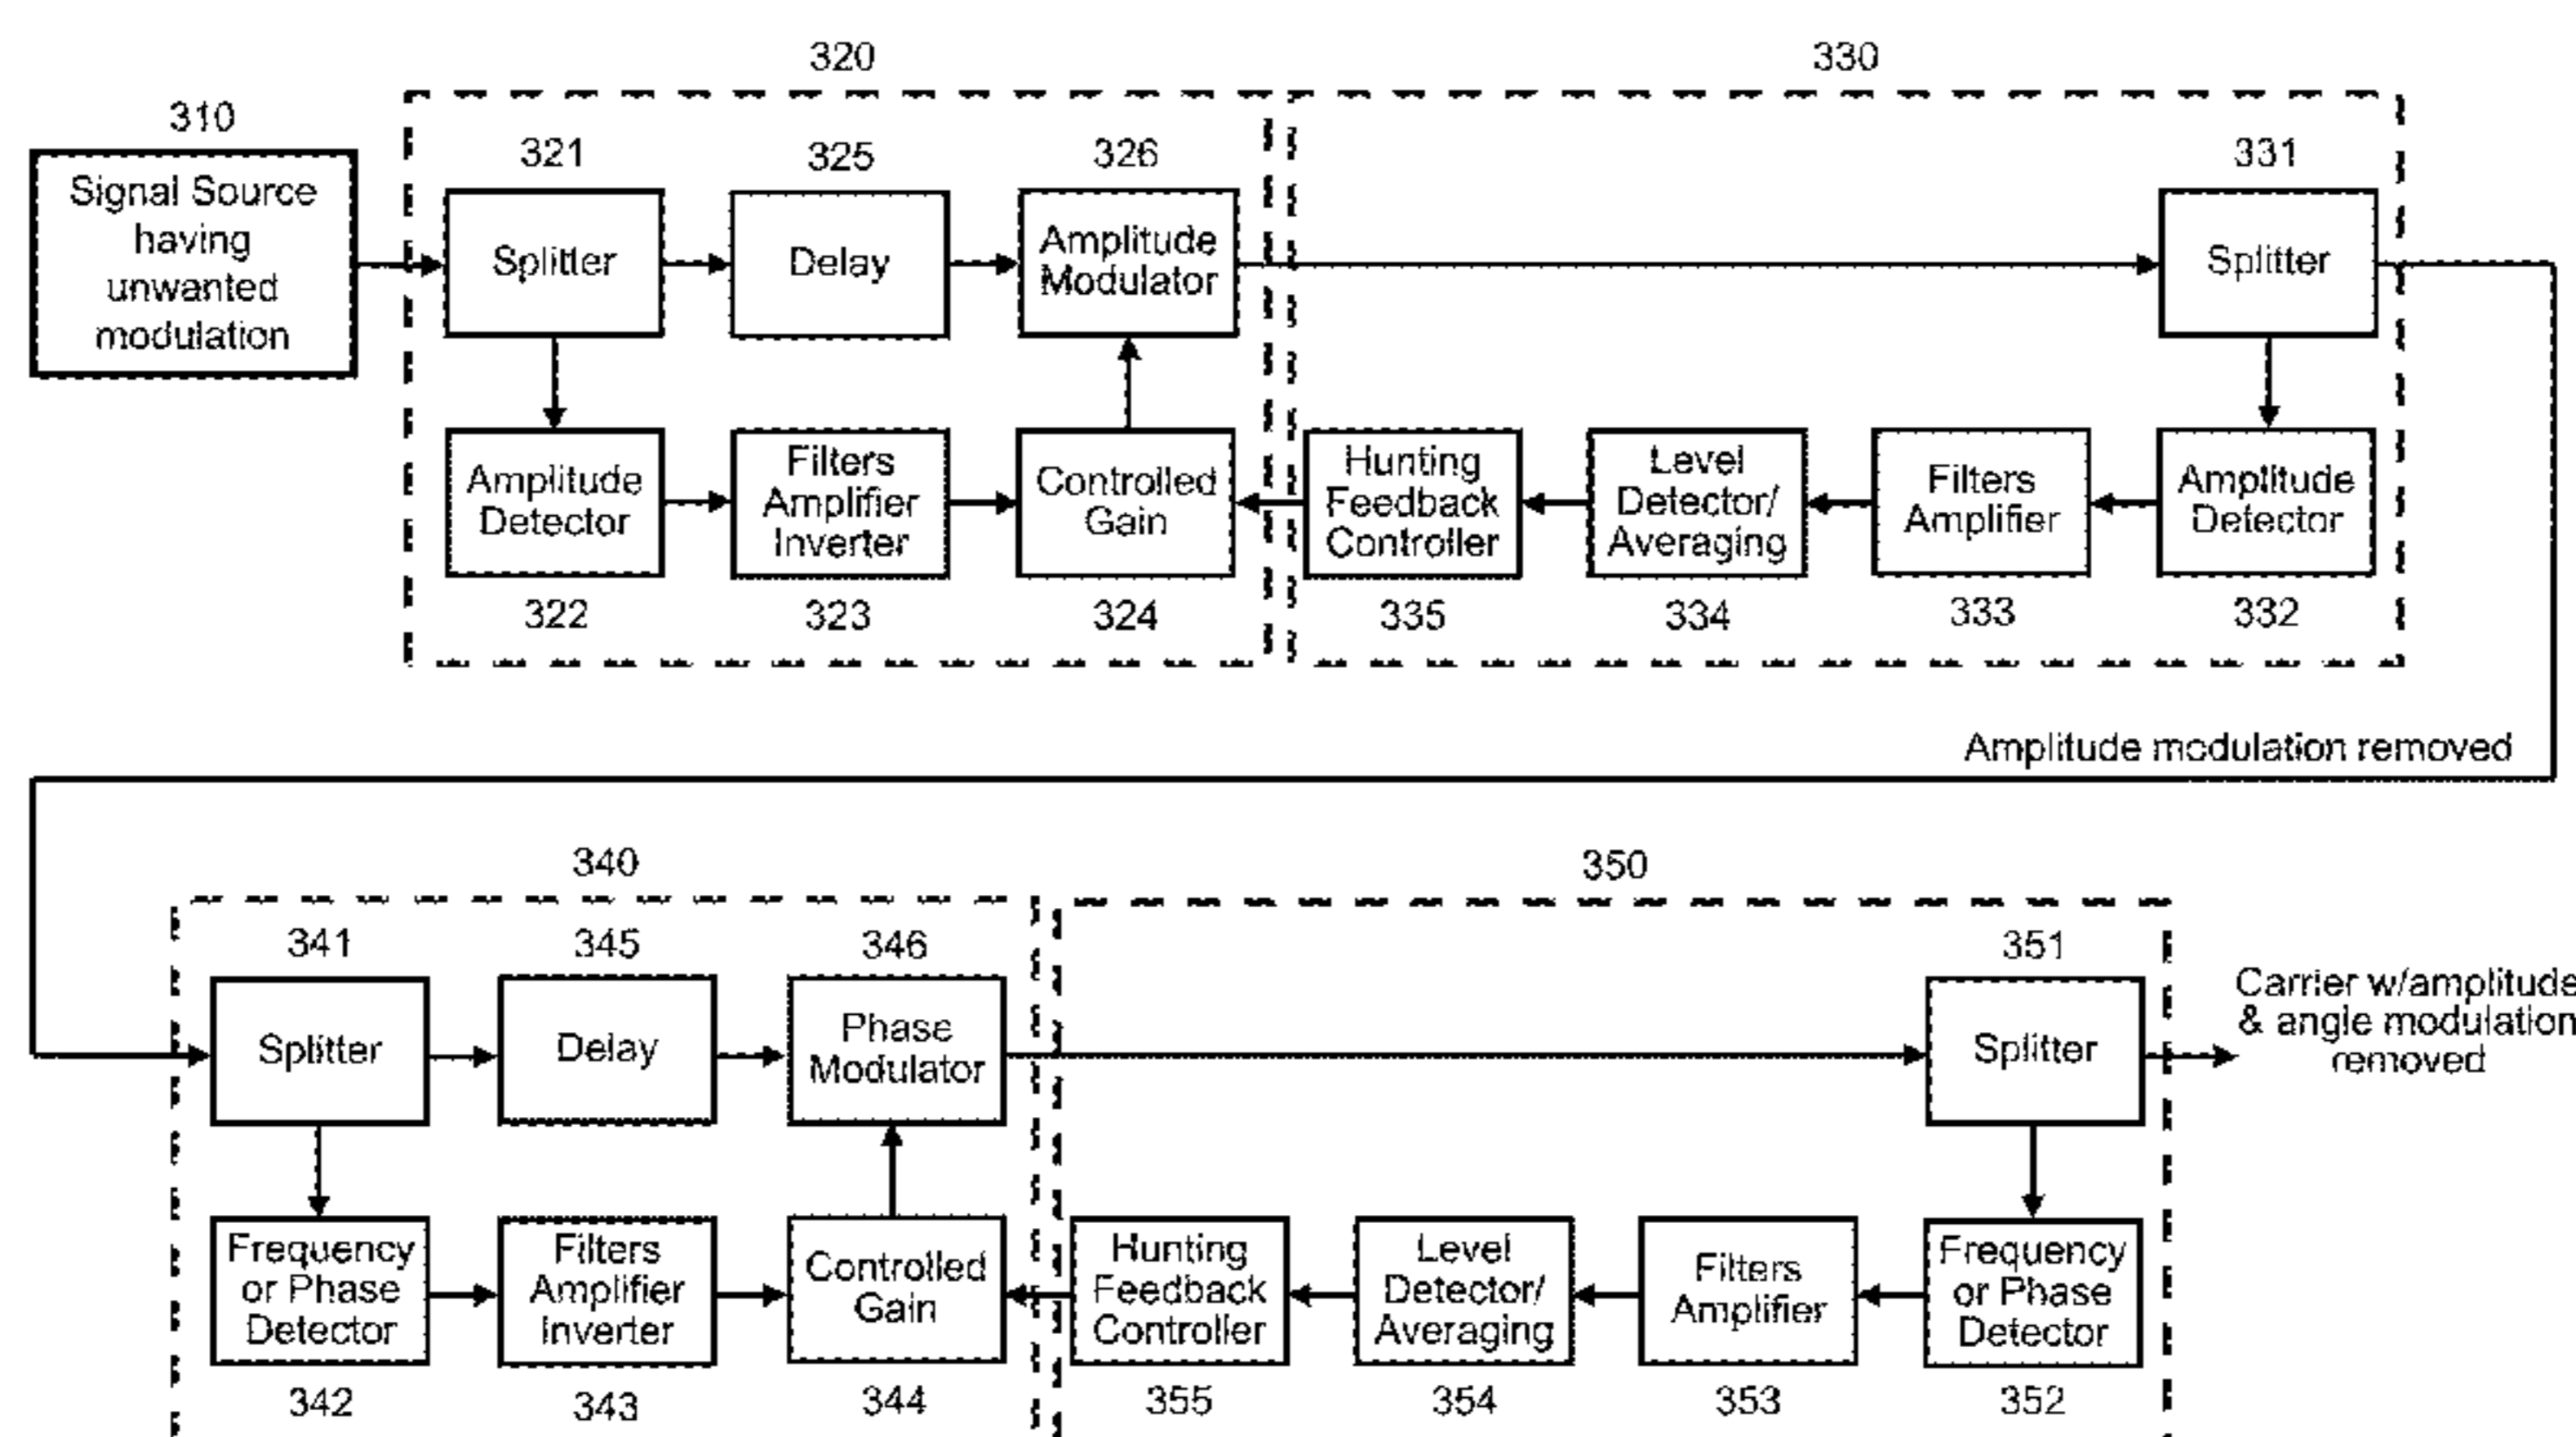 320
330
310
321
325
326
331
Signal Source
having
unwanted
modulation
Splitter
Delay
Amplitude
Modulator
Splitter
Amplitude
Detector
Filters
Amplifier
Inverter
Controlled
Gain
Hunting
Feedback
Controller
Level
Detector/
Averaging
Filters
Amplifier
Amplitude
Detector
322
323
324
335
334
333
332
Amplitude modulation removed
340
350
341
345
346
351
Splitter
Delay
Phase
Modulator
Splitter
Carrier w/amplitude
& angle modulation
removed
Frequency
or Phase
Detector
Filters
Amplifier
Inverter
Controlled
Gain
Hunting
Feedback
Controller
Level
Detector/
Averaging
Filters
Amplifier
Frequency
or Phase
Detector
342
343
344
355
354
353
352